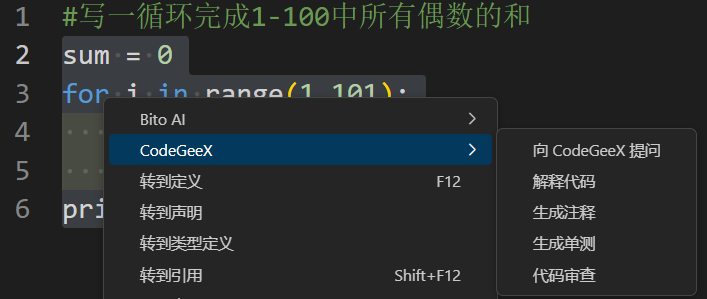 1 #写一循环完成1-100中所有偶数的和
2 sum = 0
3 for i in range(1,101):
4
5
6 pri
Bito AI
CodeGeeX
转到定义 F12
转到声明
转到类型定义
转到引用 Shift+F12
向 CodeGeeX 提问
解释代码
生成注释
生成单测
代码审查